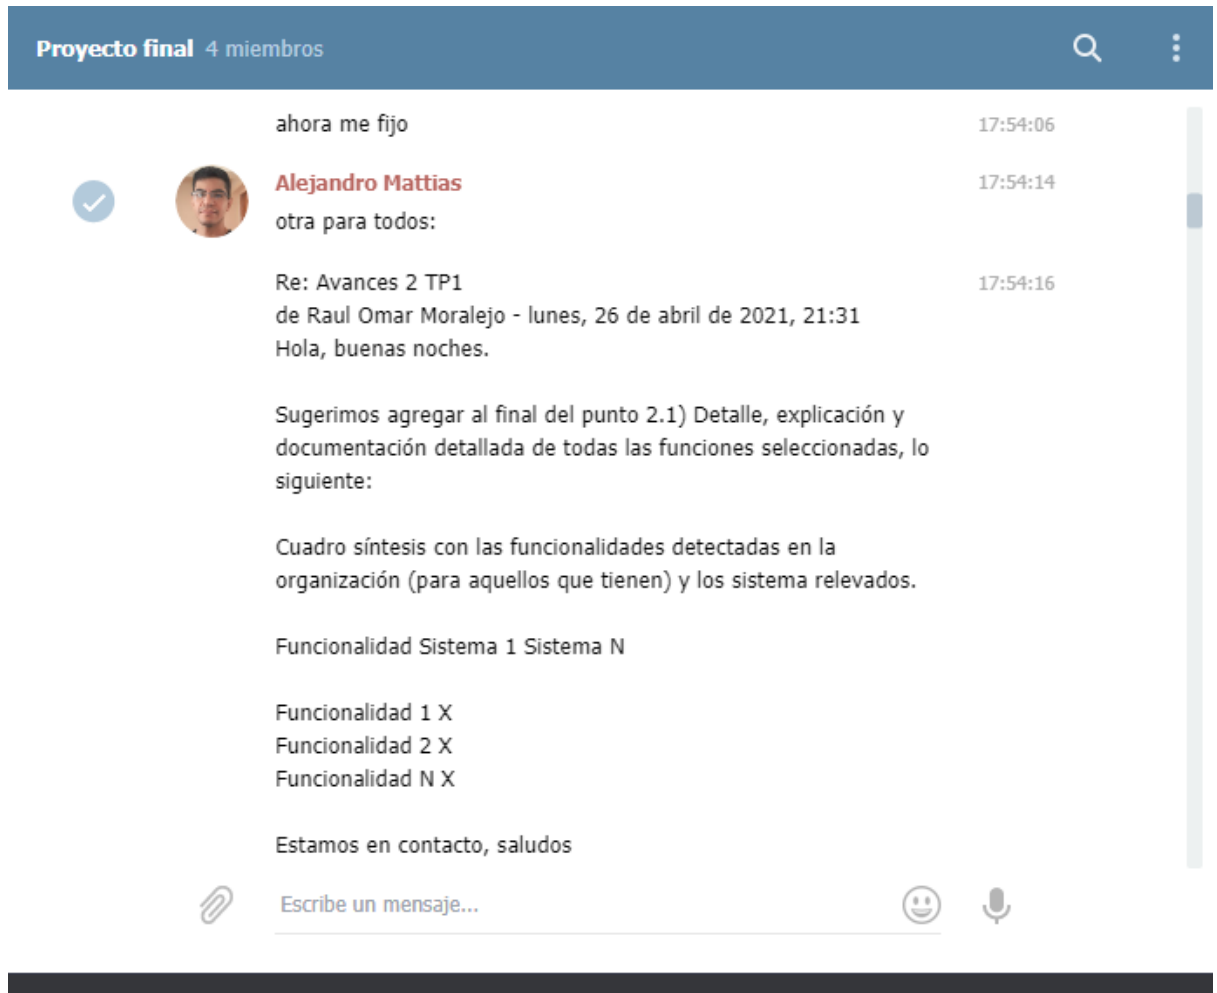 Proyecto final 4 miembros
ahora me fijo 17:54:06
Alejandro Mattias 17:54:14
otra para todos:
Re: Avances 2 TP1 17:54:16
de Raul Omar Moralejo - lunes, 26 de abril de 2021, 21:31
Hola, buenas noches.
Sugerimos agregar al final del punto 2.1) Detalle, explicación y
documentación detallada de todas las funciones seleccionadas, lo
siguiente:
Cuadro síntesis con las funcionalidades detectadas en la
organización (para aquellos que tienen) y los sistema relevados.
Funcionalidad Sistema 1 Sistema N
Funcionalidad 1 X
Funcionalidad 2 X
Funcionalidad N X
Estamos en contacto, saludos
Escribe un mensaje...